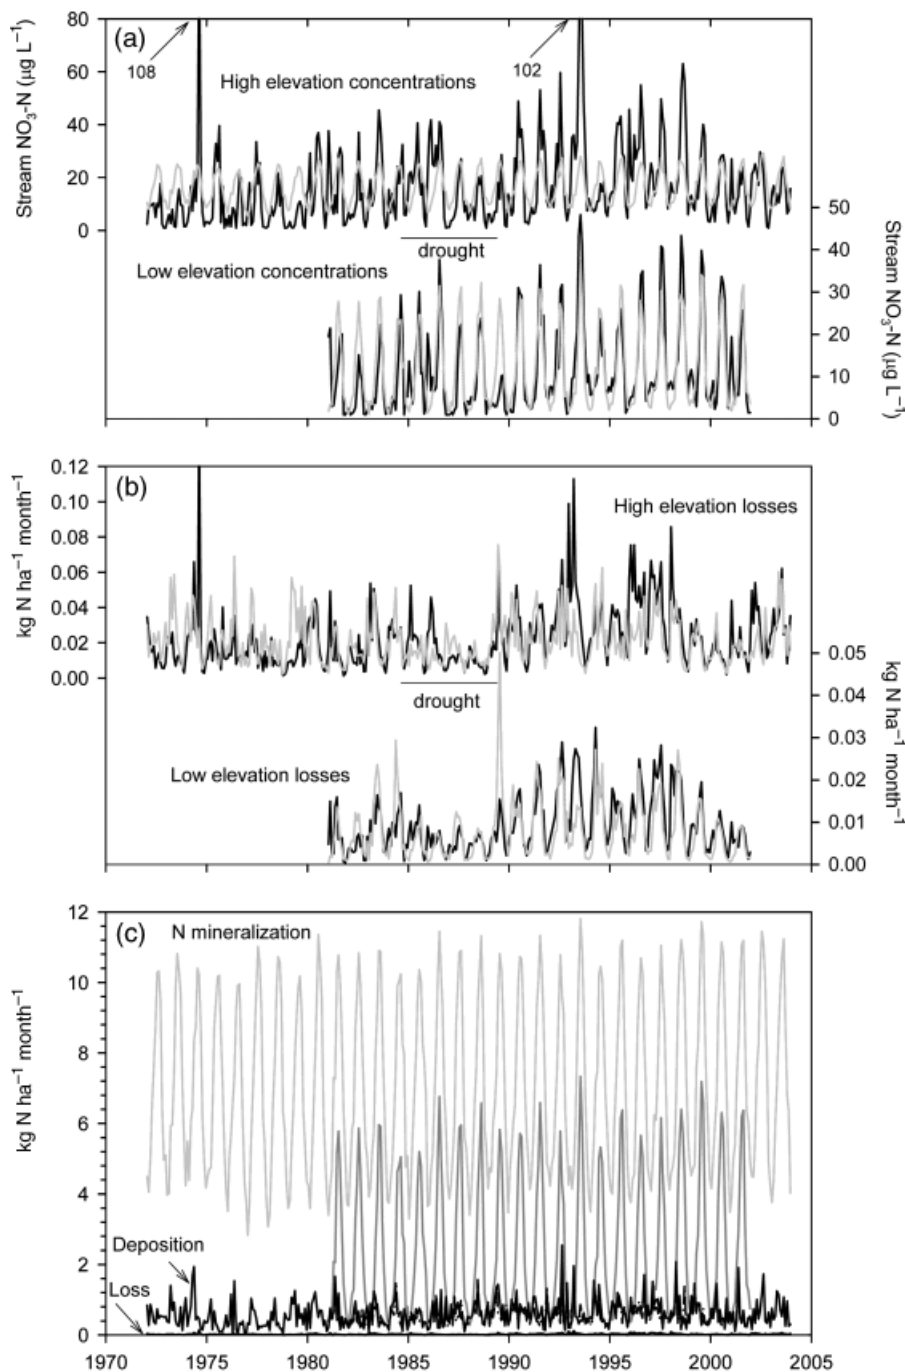 (a)
80
60
40
20
0
Stream NO₃-N (µg L⁻¹)
108
102
High elevation concentrations
drought
Low elevation concentrations
50
40
30
20
10
0
Stream NO₃-N (µg L⁻¹)
(b)
0.12
0.10
0.08
0.06
0.04
0.02
0.00
kg N ha⁻¹ month⁻¹
High elevation losses
drought
Low elevation losses
0.05
0.04
0.03
0.02
0.01
0.00
kg N ha⁻¹ month⁻¹
(c)
N mineralization
12
10
8
6
4
2
0
kg N ha⁻¹ month⁻¹
Deposition
Loss
1970 1975 1980 1985 1990 1995 2000 2005